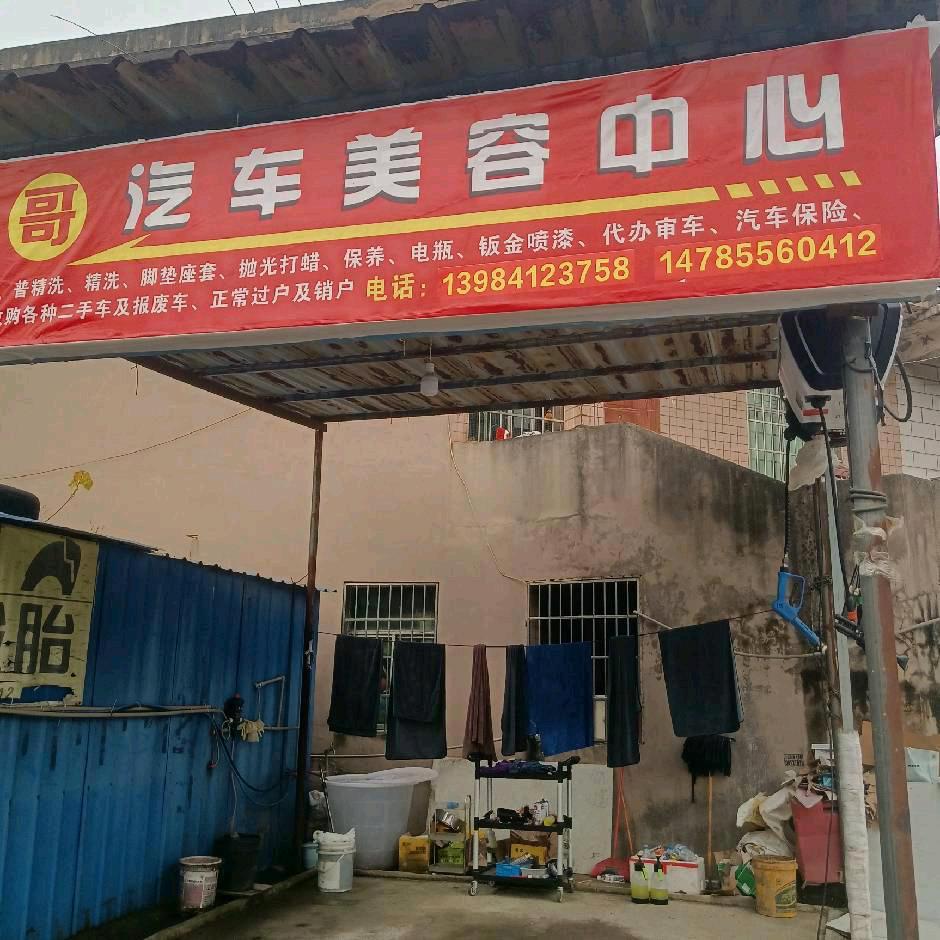 哥 汽车美容中心
、普精洗、精洗、脚垫座套、抛光打蜡、保养、电瓶、钣金喷漆、代办审车、汽车保险、
购各种二手车及报废车、正常过户及销户 电话：13984123758 14785560412
胎